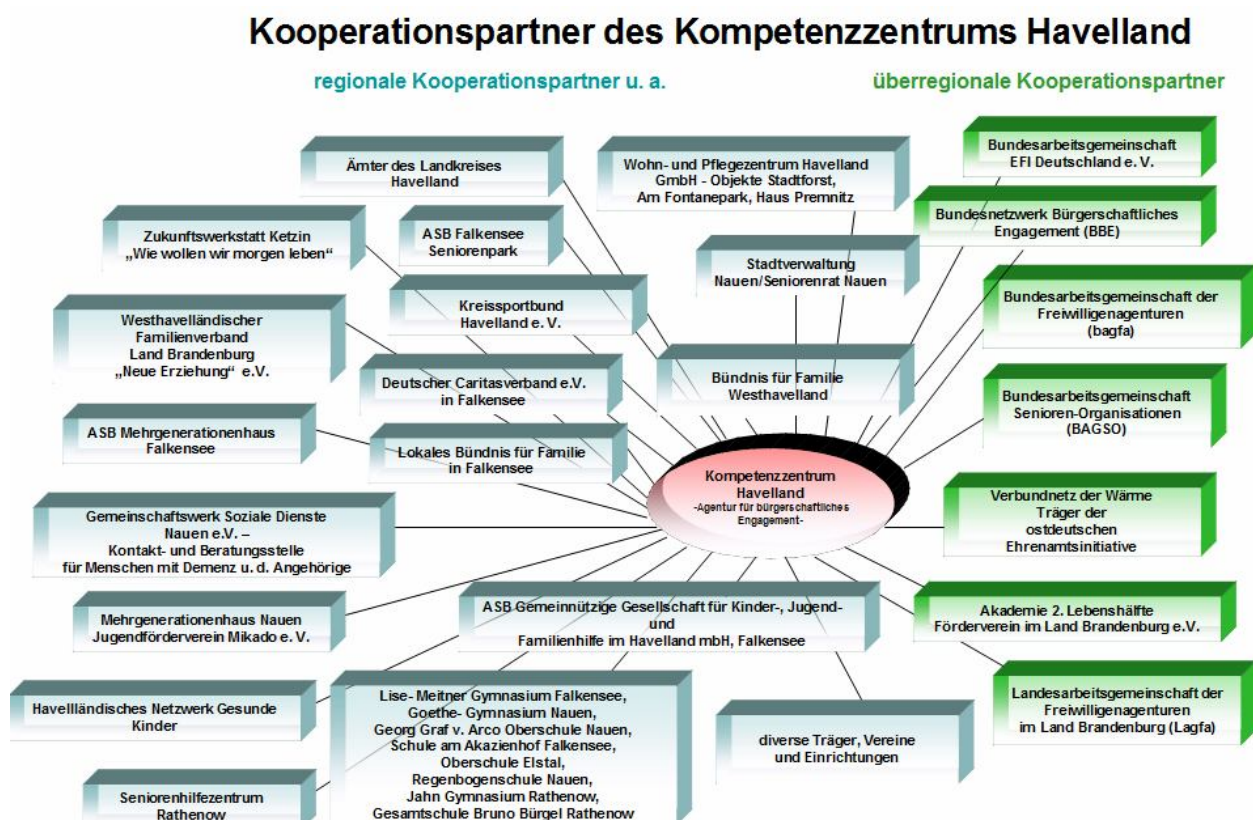 Kooperationspartner des Kompetenzzentrums Havelland
regionale Kooperationspartner u. a.
überregionale Kooperationspartner
Ämter des Landkreises
Havelland
Wohn- und Pflegezentrum Havelland
GmbH - Objekte Stadtforst,
Am Fontanepark, Haus Premnitz
Bundesarbeitsgemeinschaft
EFI Deutschland e. V.
Zukunftswerkstatt Ketzin
„Wie wollen wir morgen leben“
ASB Falkensee
Seniorenpark
Stadtverwaltung
Nauen/Seniorenrat Nauen
Bundesnetzwerk Bürgerschaftliches
Engagement (BBE)
Westhavelländischer
Familienverband
Land Brandenburg
„Neue Erziehung“ e.V.
Kreissportbund
Havelland e. V.
Bundesarbeitsgemeinschaft der
Freiwilligenagenturen
(bagfa)
Deutscher Caritasverband e.V.
in Falkensee
Bündnis für Familie
Westhavelland
Bundesarbeitsgemeinschaft
Senioren-Organisationen
(BAGSO)
ASB Mehrgenerationenhaus
Falkensee
Lokales Bündnis für Familie
in Falkensee
Kompetenzzentrum
Havelland
-Agentur für bürgerschaftliches
Engagement-
Gemeinschaftswerk Soziale Dienste
Nauen e.V. –
Kontakt- und Beratungsstelle
für Menschen mit Demenz u. d. Angehörige
Verbundnetz der Wärme
Träger der
ostdeutschen
Ehrenamtsinitiative
Mehrgenerationenhaus Nauen
Jugendförderverein Mikado e. V.
ASB Gemeinnützige Gesellschaft für Kinder-, Jugend-
und
Familienhilfe im Havelland mbH, Falkensee
Akademie 2. Lebenshälfte
Förderverein im Land Brandenburg e.V.
Havelländisches Netzwerk Gesunde
Kinder
Lise- Meitner Gymnasium Falkensee,
Goethe- Gymnasium Nauen,
Georg Graf v. Arco Oberschule Nauen,
Schule am Akazienhof Falkensee,
Oberschule Elstal,
Regenbogenschule Nauen,
Jahn Gymnasium Rathenow,
Gesamtschule Bruno Bürgel Rathenow
diverse Träger, Vereine
und Einrichtungen
Landesarbeitsgemeinschaft der
Freiwilligenagenturen
im Land Brandenburg (Lagfa)
Seniorenhilfezentrum
Rathenow